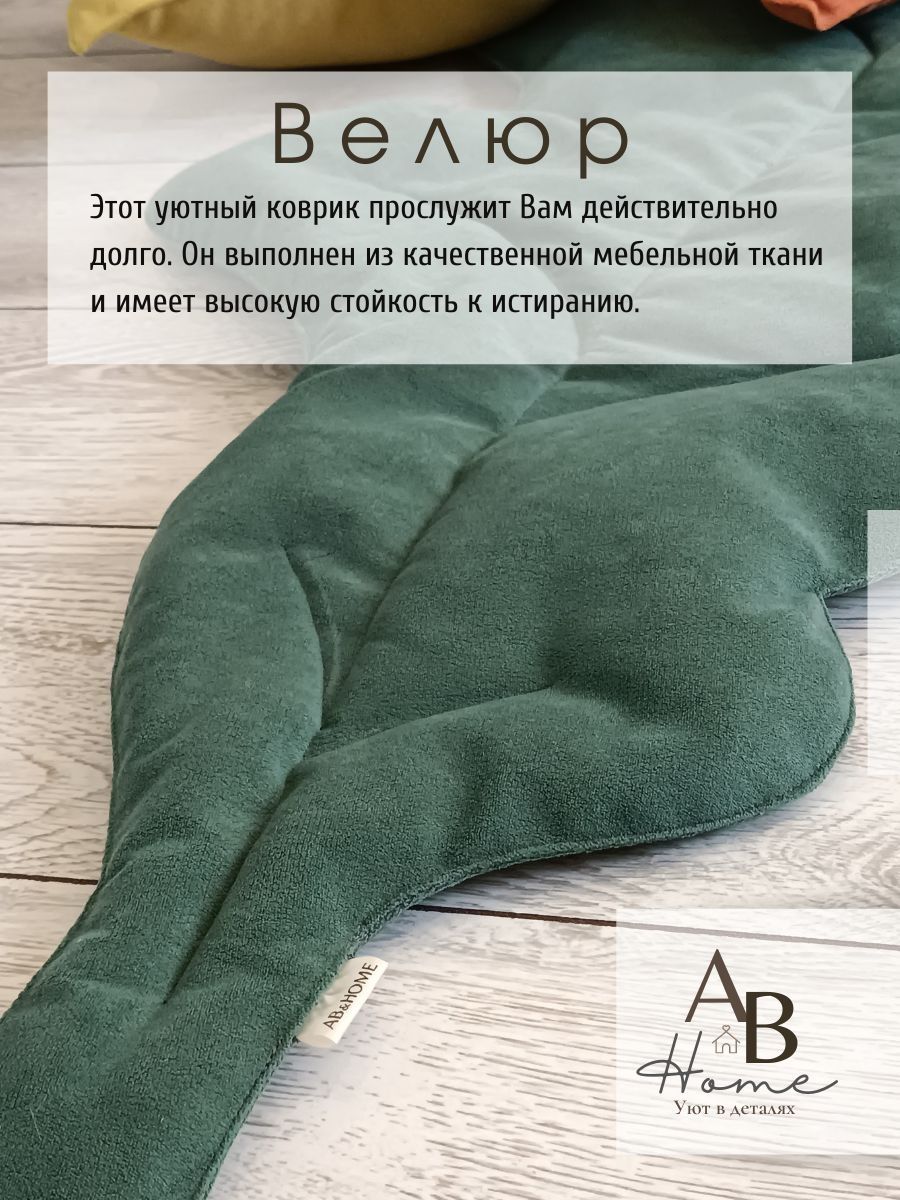 Велюр
Этот уютный коврик прослужит Вам действительно
долго. Он выполнен из качественной мебельной ткани
и имеет высокую стойкость к истиранию.
AB&HOME
AB
Home
Уют в деталях